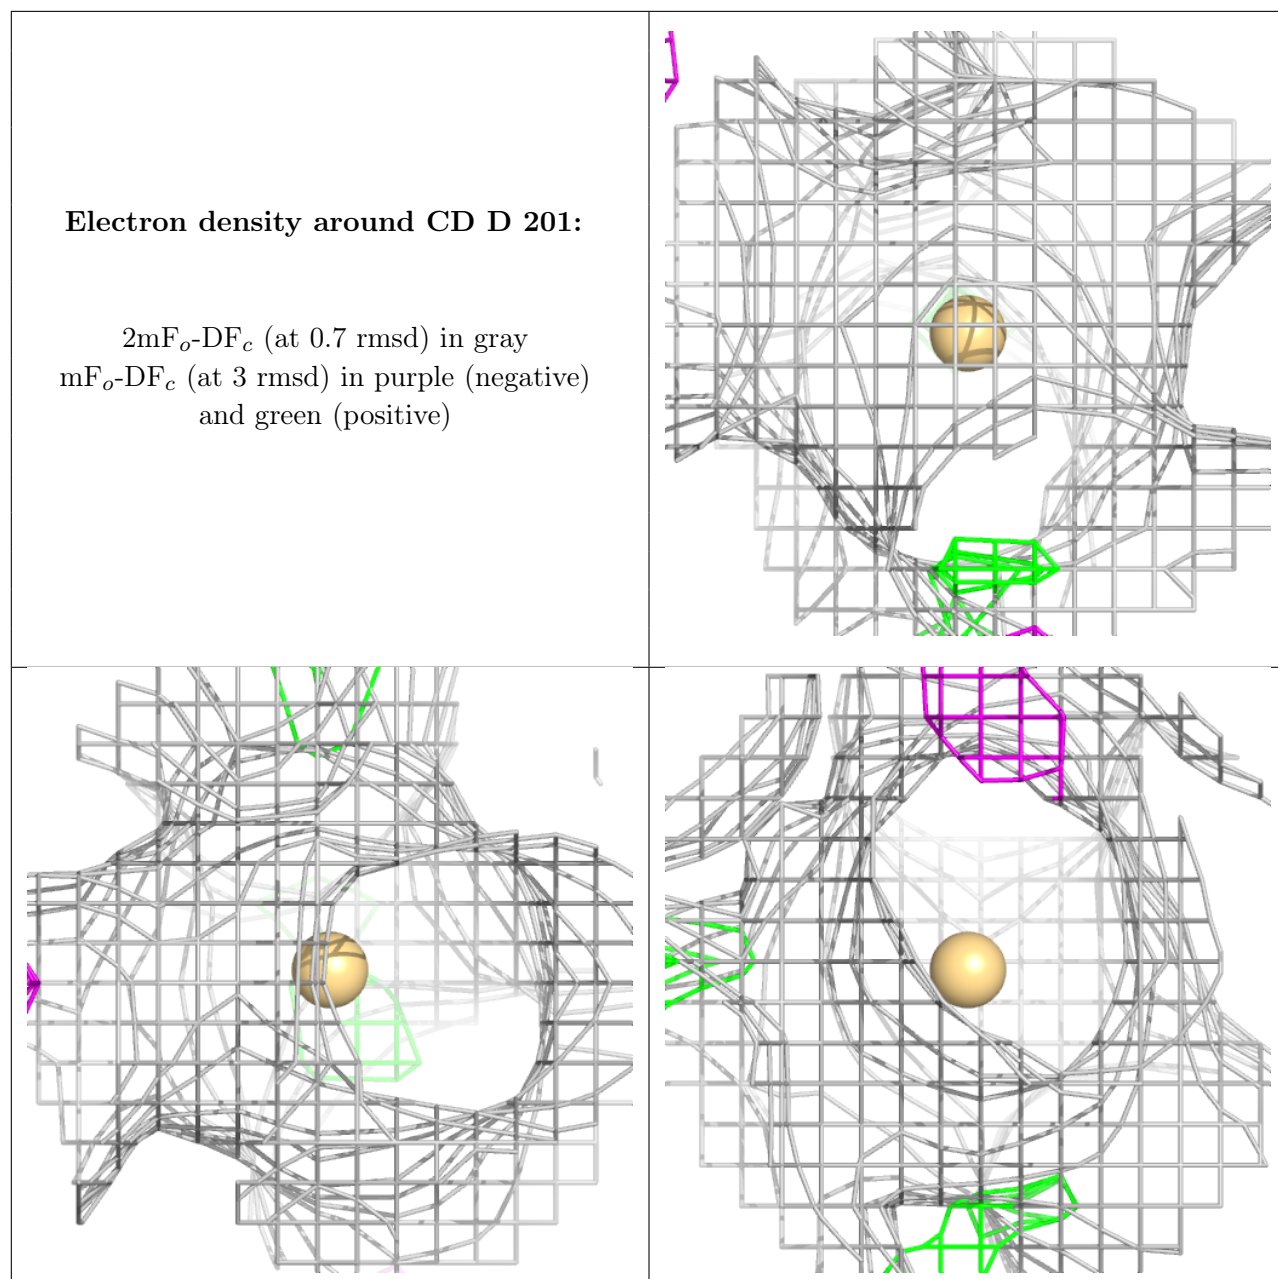 Electron density around CD D 201:
2mFo-DFc (at 0.7 rmsd) in gray
mFo-DFc (at 3 rmsd) in purple (negative)
and green (positive)